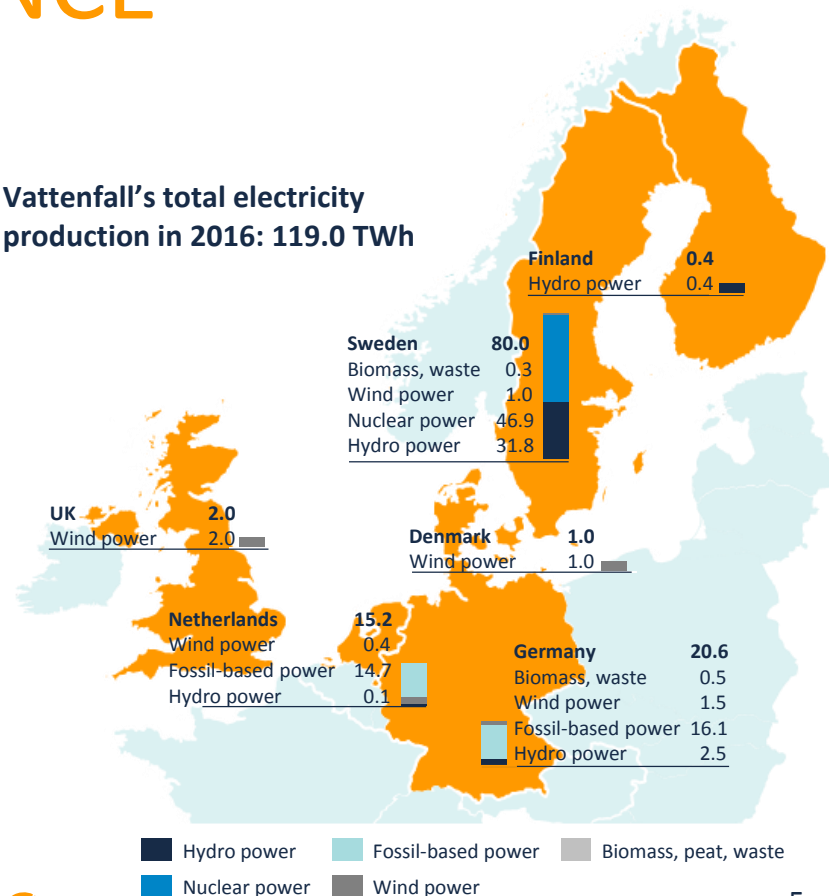 NCE
Vattenfall's total electricity
production in 2016: 119.0 TWh
Finland 0.4
Hydro power 0.4
Sweden 80.0
Biomass, waste 0.3
Wind power 1.0
Nuclear power 46.9
Hydro power 31.8
UK 2.0
Wind power 2.0
Denmark 1.0
Wind power 1.0
Netherlands 15.2
Wind power 0.4
Fossil-based power 14.7
Hydro power 0.1
Germany 20.6
Biomass, waste 0.5
Wind power 1.5
Fossil-based power 16.1
Hydro power 2.5
Hydro power Fossil-based power Biomass, peat, waste
Nuclear power Wind power